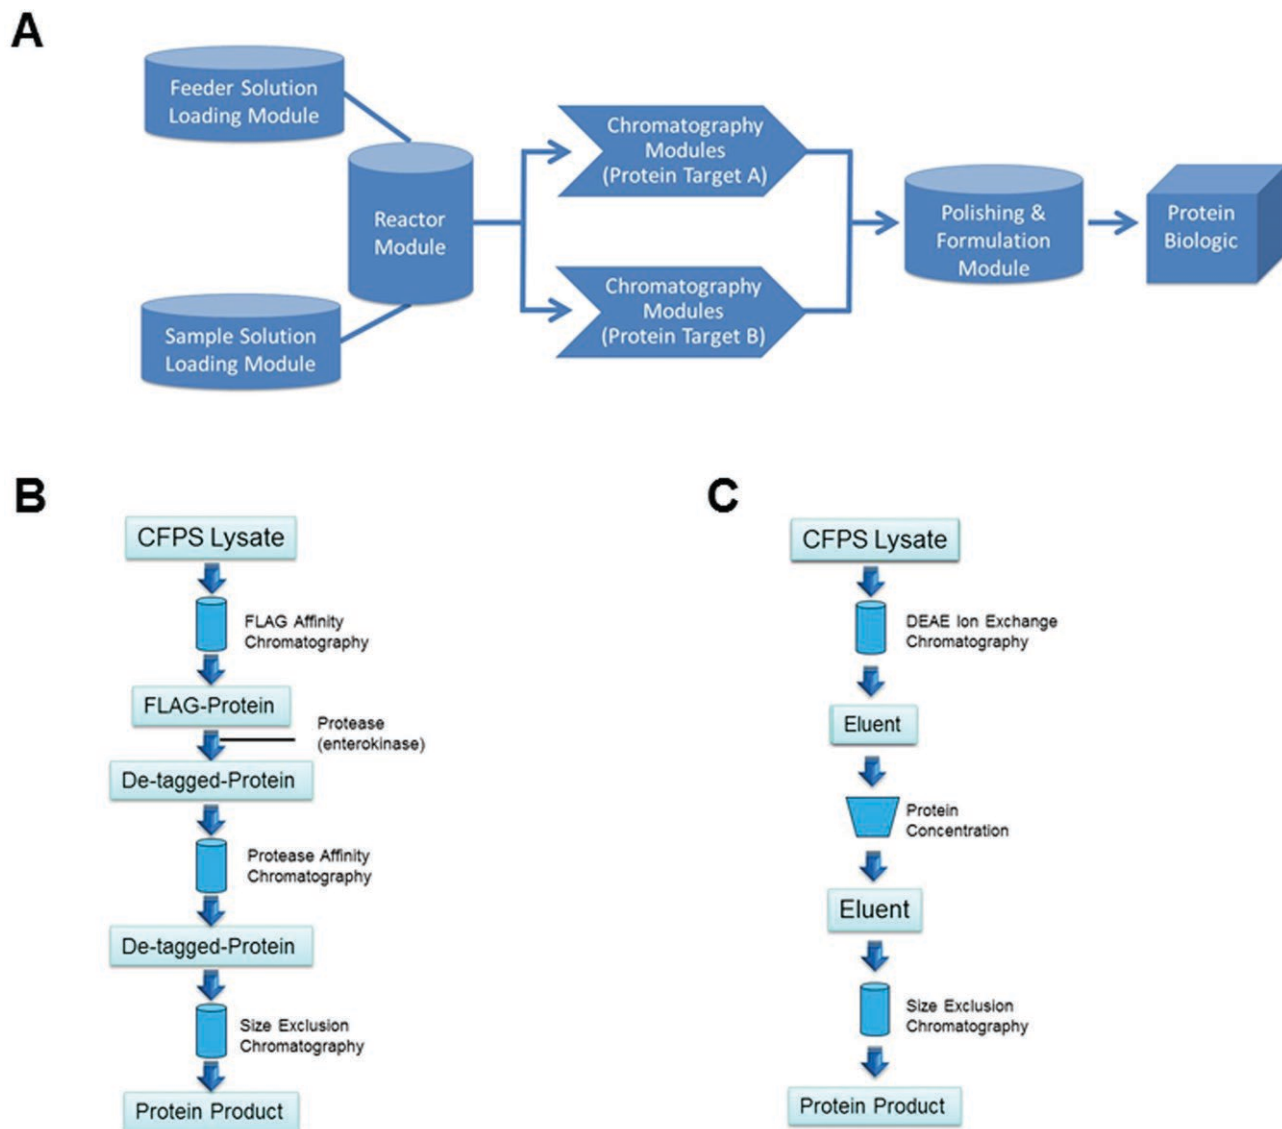 A
Feeder Solution
Loading Module
Reactor
Module
Sample Solution
Loading Module
Chromatography
Modules
(Protein Target A)
Chromatography
Modules
(Protein Target B)
Polishing &
Formulation
Module
Protein
Biologic
B
CFPS Lysate
FLAG Affinity
Chromatography
FLAG-Protein
Protease
(enterokinase)
De-tagged-Protein
Protease Affinity
Chromatography
De-tagged-Protein
Size Exclusion
Chromatography
Protein Product
C
CFPS Lysate
DEAE Ion Exchange
Chromatography
Eluent
Protein
Concentration
Eluent
Size Exclusion
Chromatography
Protein Product